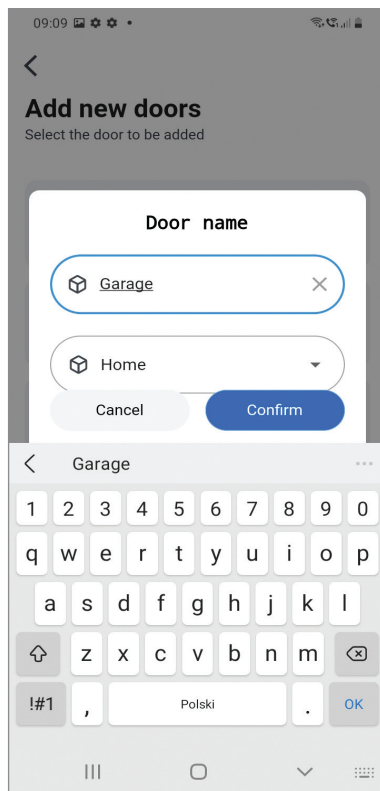 09:09
Add new doors
Select the door to be added
Door name
Garage
Home
Cancel
Confirm
Garage
1 2 3 4 5 6 7 8 9 0
q w e r t y u i o p
a s d f g h j k l
z x c v b n m
!#1 , Polski . OK